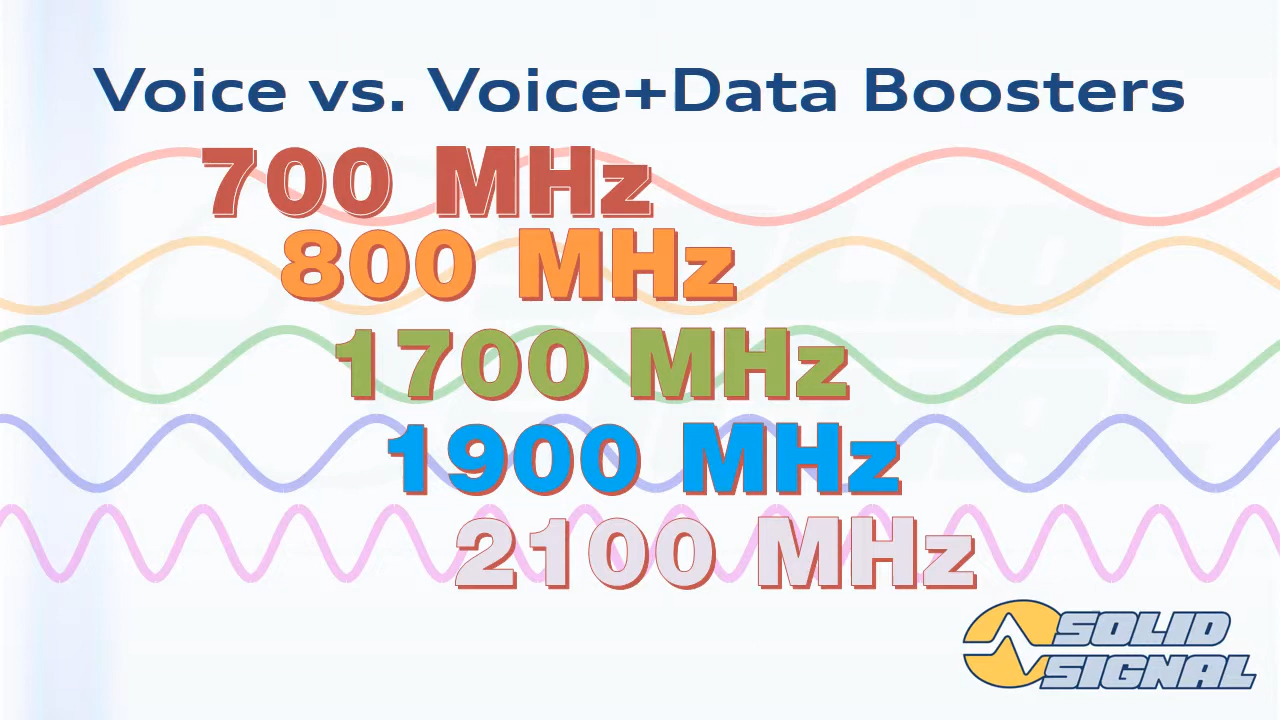 Voice vs. Voice+Data Boosters
700 MHz
800 MHz
1700 MHz
1900 MHz
2100 MHz
SOLID
SIGNAL